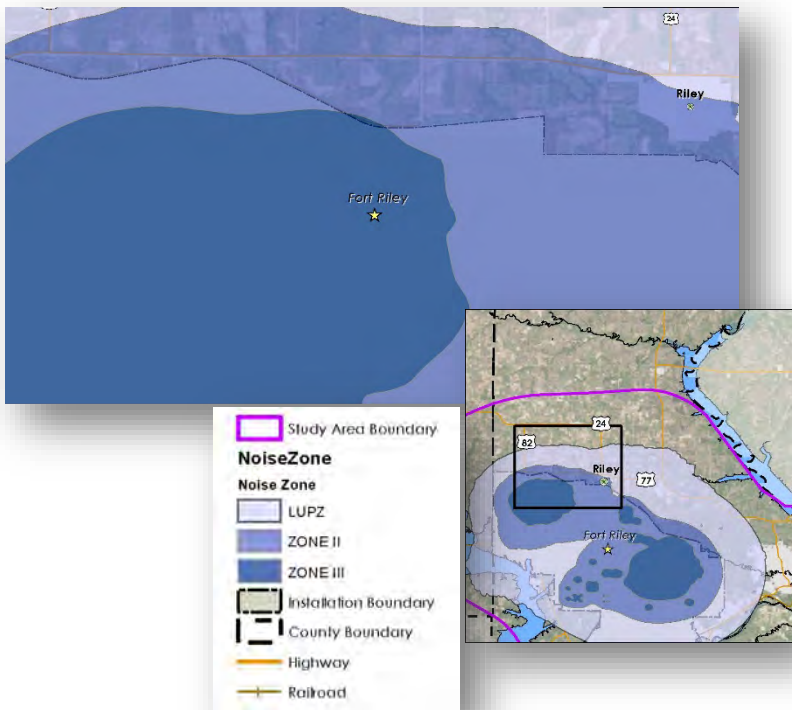 24
Riley
Fort Riley
Study Area Boundary
NoiseZone
Noise Zone
LUPZ
ZONE II
ZONE III
Installation Boundary
County Boundary
Highway
Railroad
24
82
Riley
77
Fort Riley